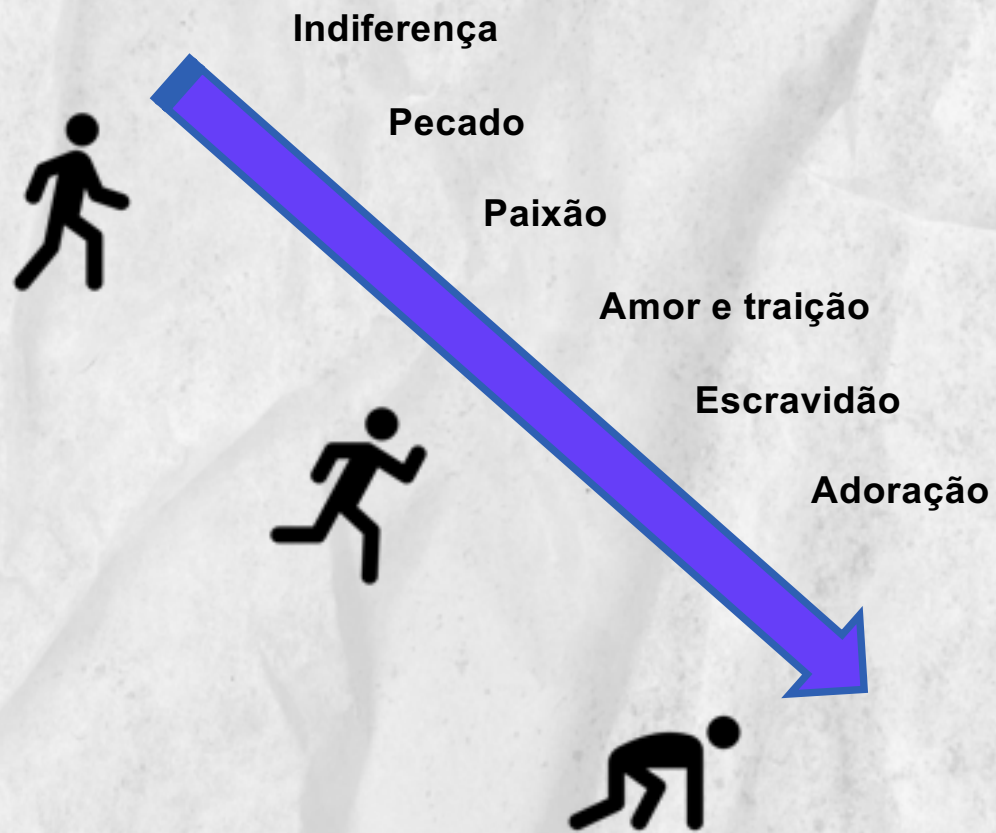 Indiferença
Pecado
Paixão
Amor e traição
Escravidão
Adoração